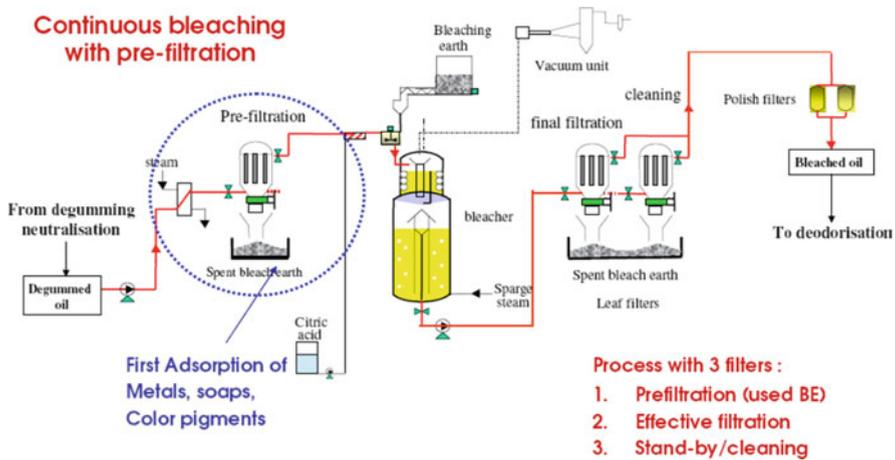 Continuous bleaching
with pre-filtration
Bleaching
earth
Vacuum unit
Pre-filtration
steam
cleaning
final filtration
Polish filters
Bleached oil
From degumming
neutralisation
bleacher
To deodorisation
Degummed
oil
Spent bleach earth
Sparge
steam
Spent bleach earth
Leaf filters
Citric
acid
First Adsorption of
Metals, soaps,
Color pigments
Process with 3 filters :
1. Prefiltration (used BE)
2. Effective filtration
3. Stand-by/cleaning